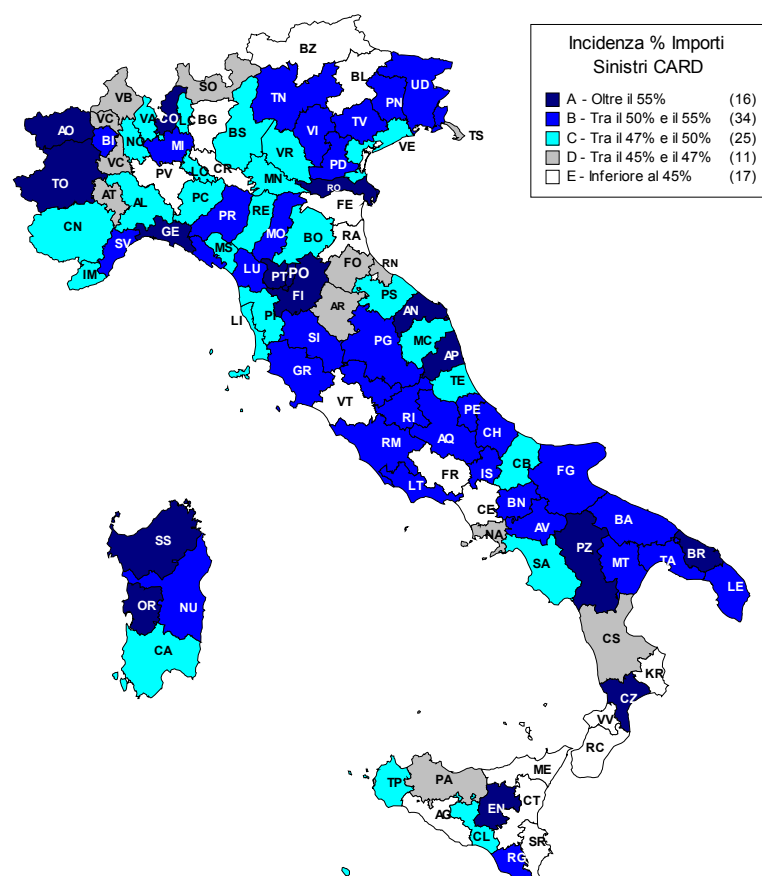 Incidenza % Importi
Sinistri CARD
A - Oltre il 55% (16)
B - Tra il 50% e il 55% (34)
C - Tra il 47% e il 50% (25)
D - Tra il 45% e il 47% (11)
E - Inferiore al 45% (17)
BZ
SO
BL
UD
VB
TN
PN
AO
VC
VA
CO
LC
BG
BS
VI
TV
TS
BI
NO
MI
VR
PD
VE
VC
TO
PV
LO
CR
MN
RO
AT
AL
PC
FE
CN
PR
RE
MO
BO
RA
SV
GE
MS
IM
LU
PT
PO
FO
RN
FI
PS
AN
LI
PI
AR
MC
SI
PG
AP
GR
TE
VT
RI
PE
RM
AQ
CH
FR
IS
CB
FG
LT
CE
BN
BA
NA
AV
SS
PZ
BR
SA
MT
TA
LE
OR
NU
CA
CS
KR
CZ
VV
RC
ME
TP
PA
CT
AG
EN
CL
SR
RG